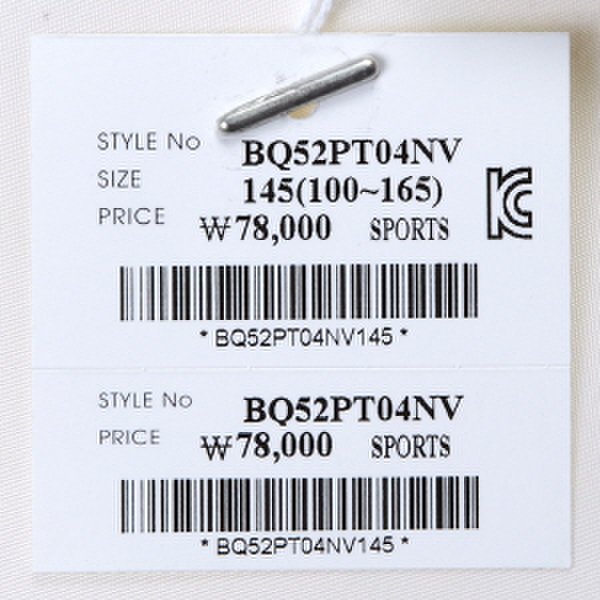 STYLE No BQ52PT04NV
SIZE 145(100~165)
PRICE ₩78,000 SPORTS
KC
*BQ52PT04NV145*
STYLE No BQ52PT04NV
PRICE ₩78,000 SPORTS
*BQ52PT04NV145*